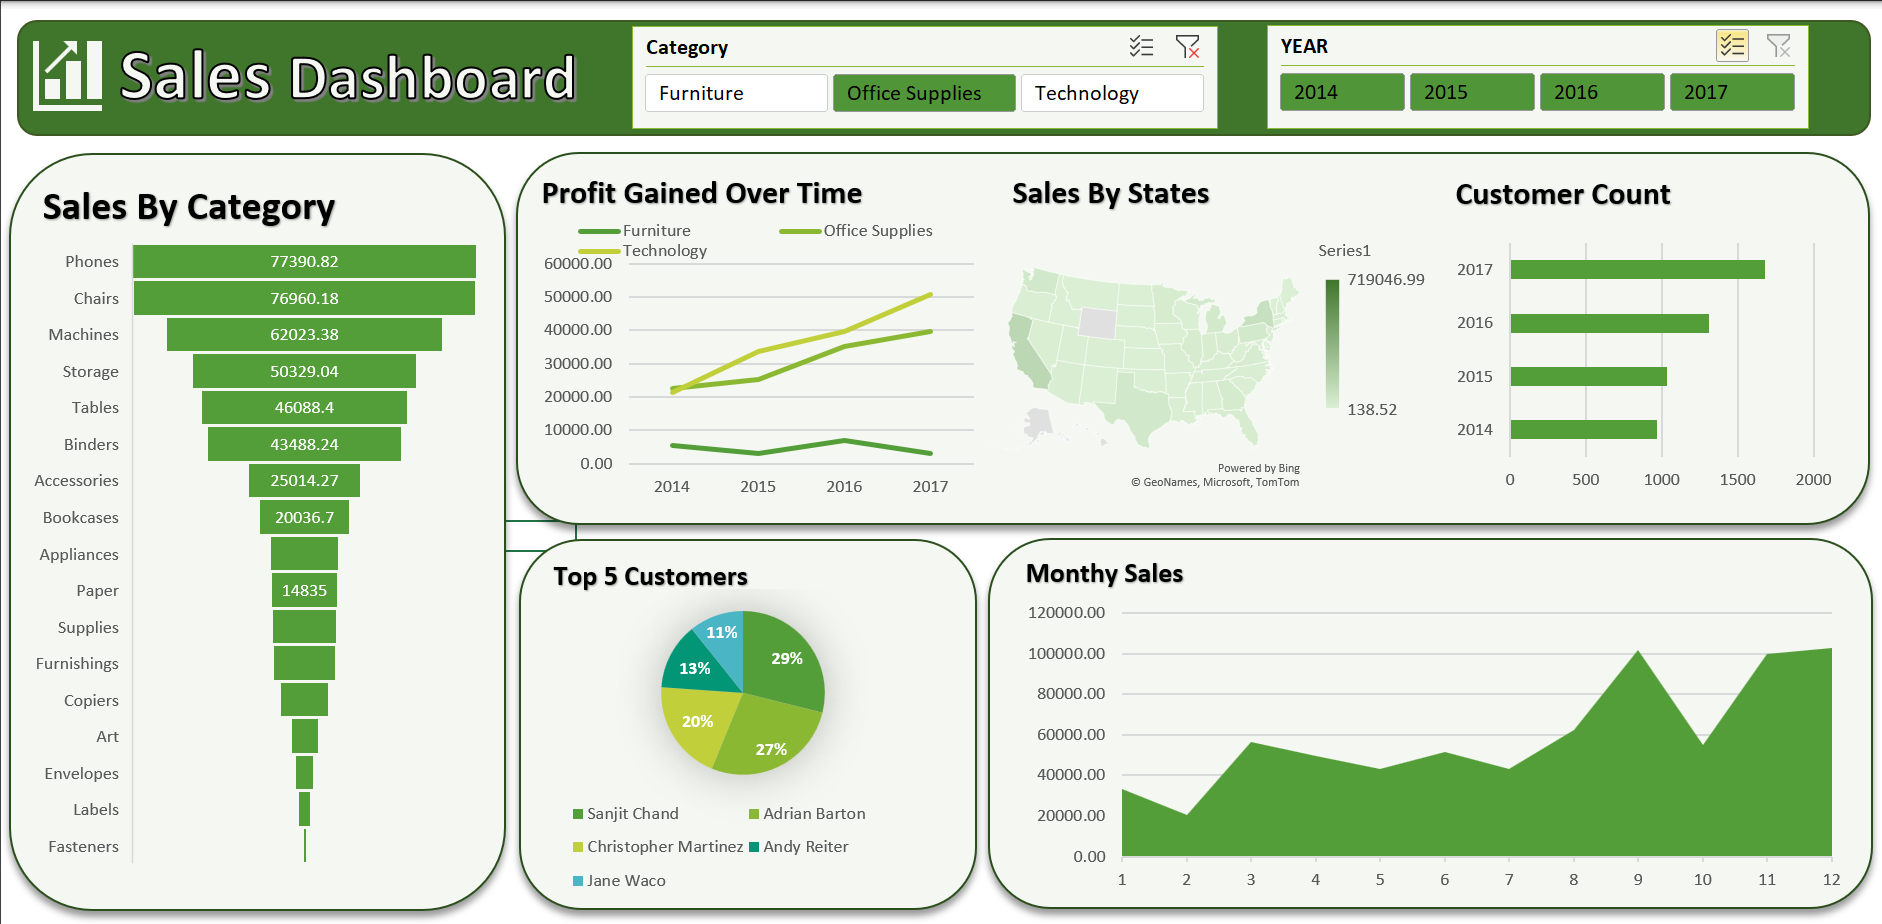 Sales Dashboard
Category
Furniture
Office Supplies
Technology
YEAR
2014
2015
2016
2017
Sales By Category
Phones 77390.82
Chairs 76960.18
Machines 62023.38
Storage 50329.04
Tables 46088.4
Binders 43488.24
Accessories 25014.27
Bookcases 20036.7
Appliances
Paper 14835
Supplies
Furnishings
Copiers
Art
Envelopes
Labels
Fasteners
Profit Gained Over Time
Furniture Office Supplies
Technology
60000.00
50000.00
40000.00
30000.00
20000.00
10000.00
0.00
2014 2015 2016 2017
Sales By States
Series1
719046.99
138.52
Powered by Bing
© GeoNames, Microsoft, TomTom
Customer Count
2017
2016
2015
2014
0 500 1000 1500 2000
Top 5 Customers
11%
29%
13%
20%
27%
Sanjit Chand Adrian Barton
Christopher Martinez Andy Reiter
Jane Waco
Monthy Sales
120000.00
100000.00
80000.00
60000.00
40000.00
20000.00
0.00
1 2 3 4 5 6 7 8 9 10 11 12